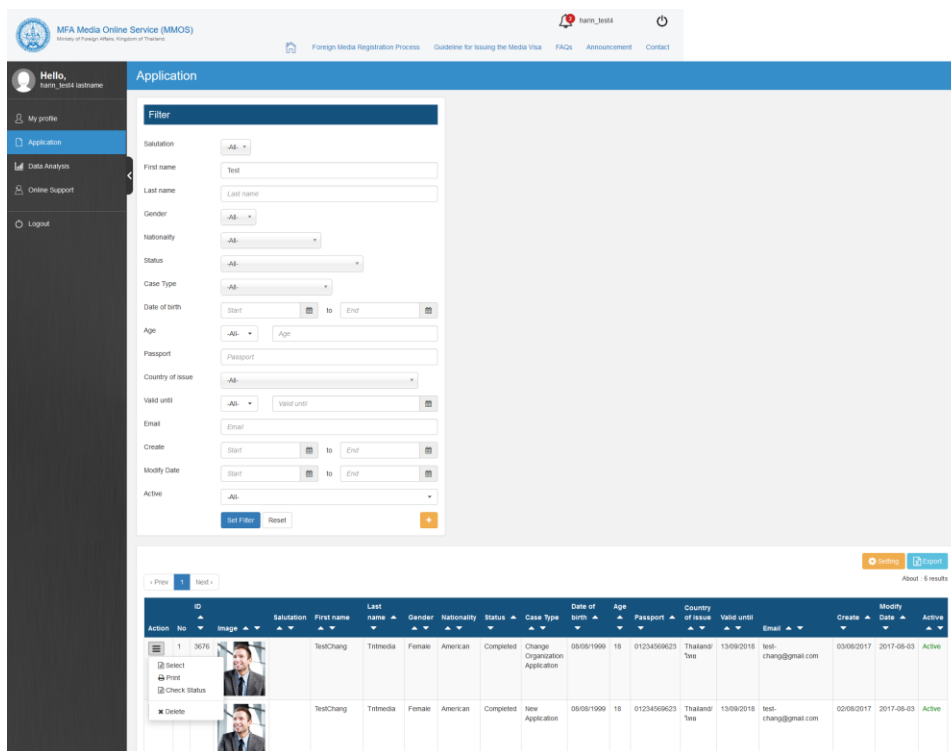 MFA Media Online Service (MMOS)
Ministry of Foreign Affairs, Kingdom of Thailand
2
harin_test4
Foreign Media Registration Process
Guideline for Issuing the Media Visa
FAQs
Announcement
Contact
Hello,
harin_test4 lastname
My profile
Application
Data Analysis
Online Support
Logout
Application
Filter
Salutation
-All-
First name
Test
Last name
Last name
Gender
-All-
Nationality
-All-
Status
-All-
Case Type
-All-
Date of birth
Start
to
End
Age
-All-
Age
Passport
Passport
Country of issue
-All-
Valid until
-All-
Valid until
Email
Email
Create
Start
to
End
Modify Date
Start
to
End
Active
-All-
Set Filter
Reset
+
Setting
Export
‹ Prev
1
Next ›
About : 6 results
Action No ID Image Salutation First name Last name Gender Nationality Status Case Type Date of birth Age Passport Country of issue Valid until Email Create Modify Date Active
1 3676 TestChang Tntmedia Female American Completed Change Organization Application 08/08/1999 18 01234569623 Thailand/ไทย 13/09/2018 test-chang@gmail.com 03/08/2017 2017-08-03 Active
Select
Print
Check Status
Delete
TestChang Tntmedia Female American Completed New Application 08/08/1999 18 01234569623 Thailand/ไทย 13/09/2018 test-chang@gmail.com 02/08/2017 2017-08-03 Active